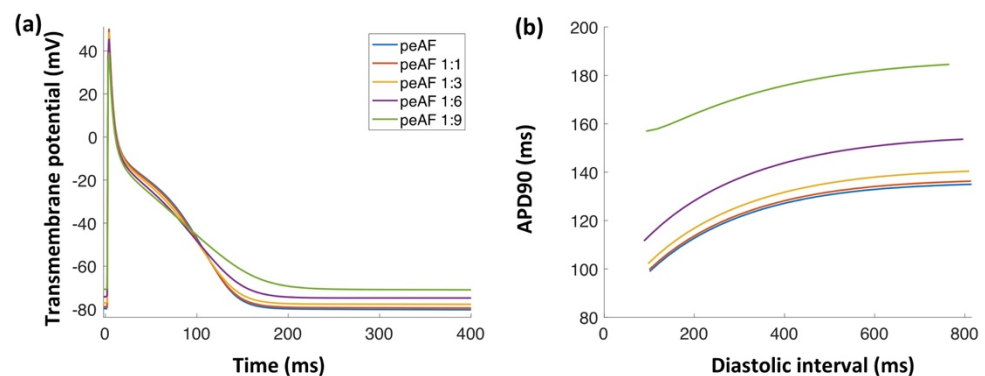 (a)
Transmembrane potential (mV)
40
20
0
-20
-40
-60
-80
0
100
200
300
400
Time (ms)
peAF
peAF 1:1
peAF 1:3
peAF 1:6
peAF 1:9
(b)
APD90 (ms)
200
180
160
140
120
100
80
0
200
400
600
800
Diastolic interval (ms)